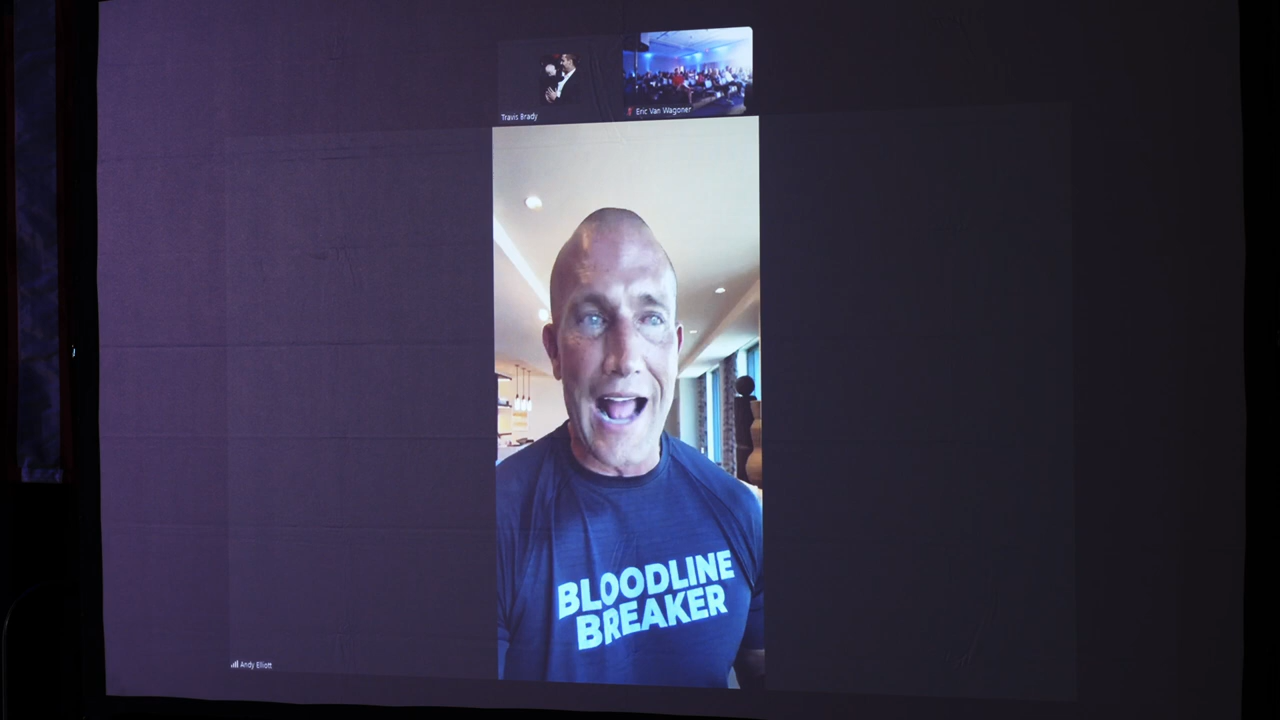 Travis Brady
Eric Van Wagoner
BLOODLINE
BREAKER
Andy Elliott